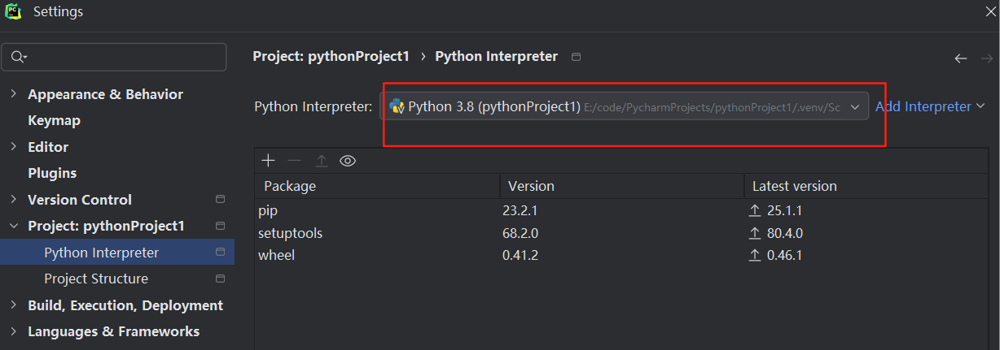 PC
Settings
Project: pythonProject1 › Python Interpreter
Appearance & Behavior
Keymap
Editor
Plugins
Version Control
Project: pythonProject1
Python Interpreter
Project Structure
Build, Execution, Deployment
Languages & Frameworks
Python Interpreter: Python 3.8 (pythonProject1) E:/code/PycharmProjects/pythonProject1/.venv/Sc Add Interpreter
Package Version Latest version
pip 23.2.1 25.1.1
setuptools 68.2.0 80.4.0
wheel 0.41.2 0.46.1